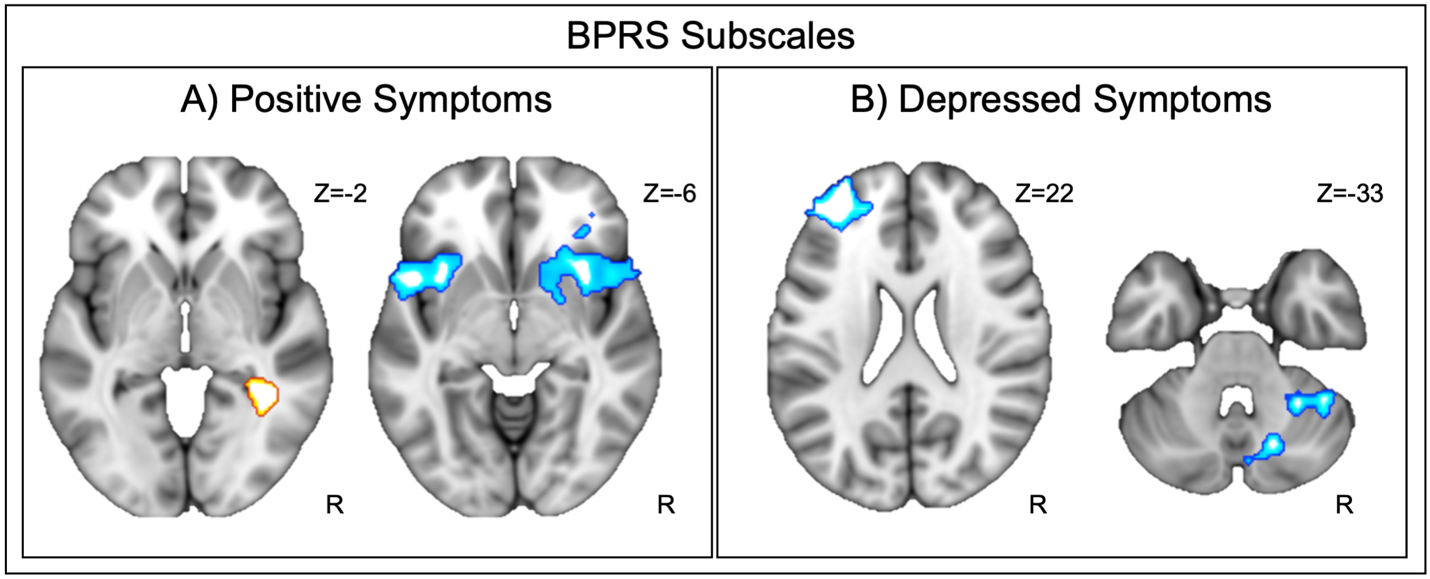 BPRS Subscales
A) Positive Symptoms
Z=-2
Z=-6
R
R
B) Depressed Symptoms
Z=22
Z=-33
R
R